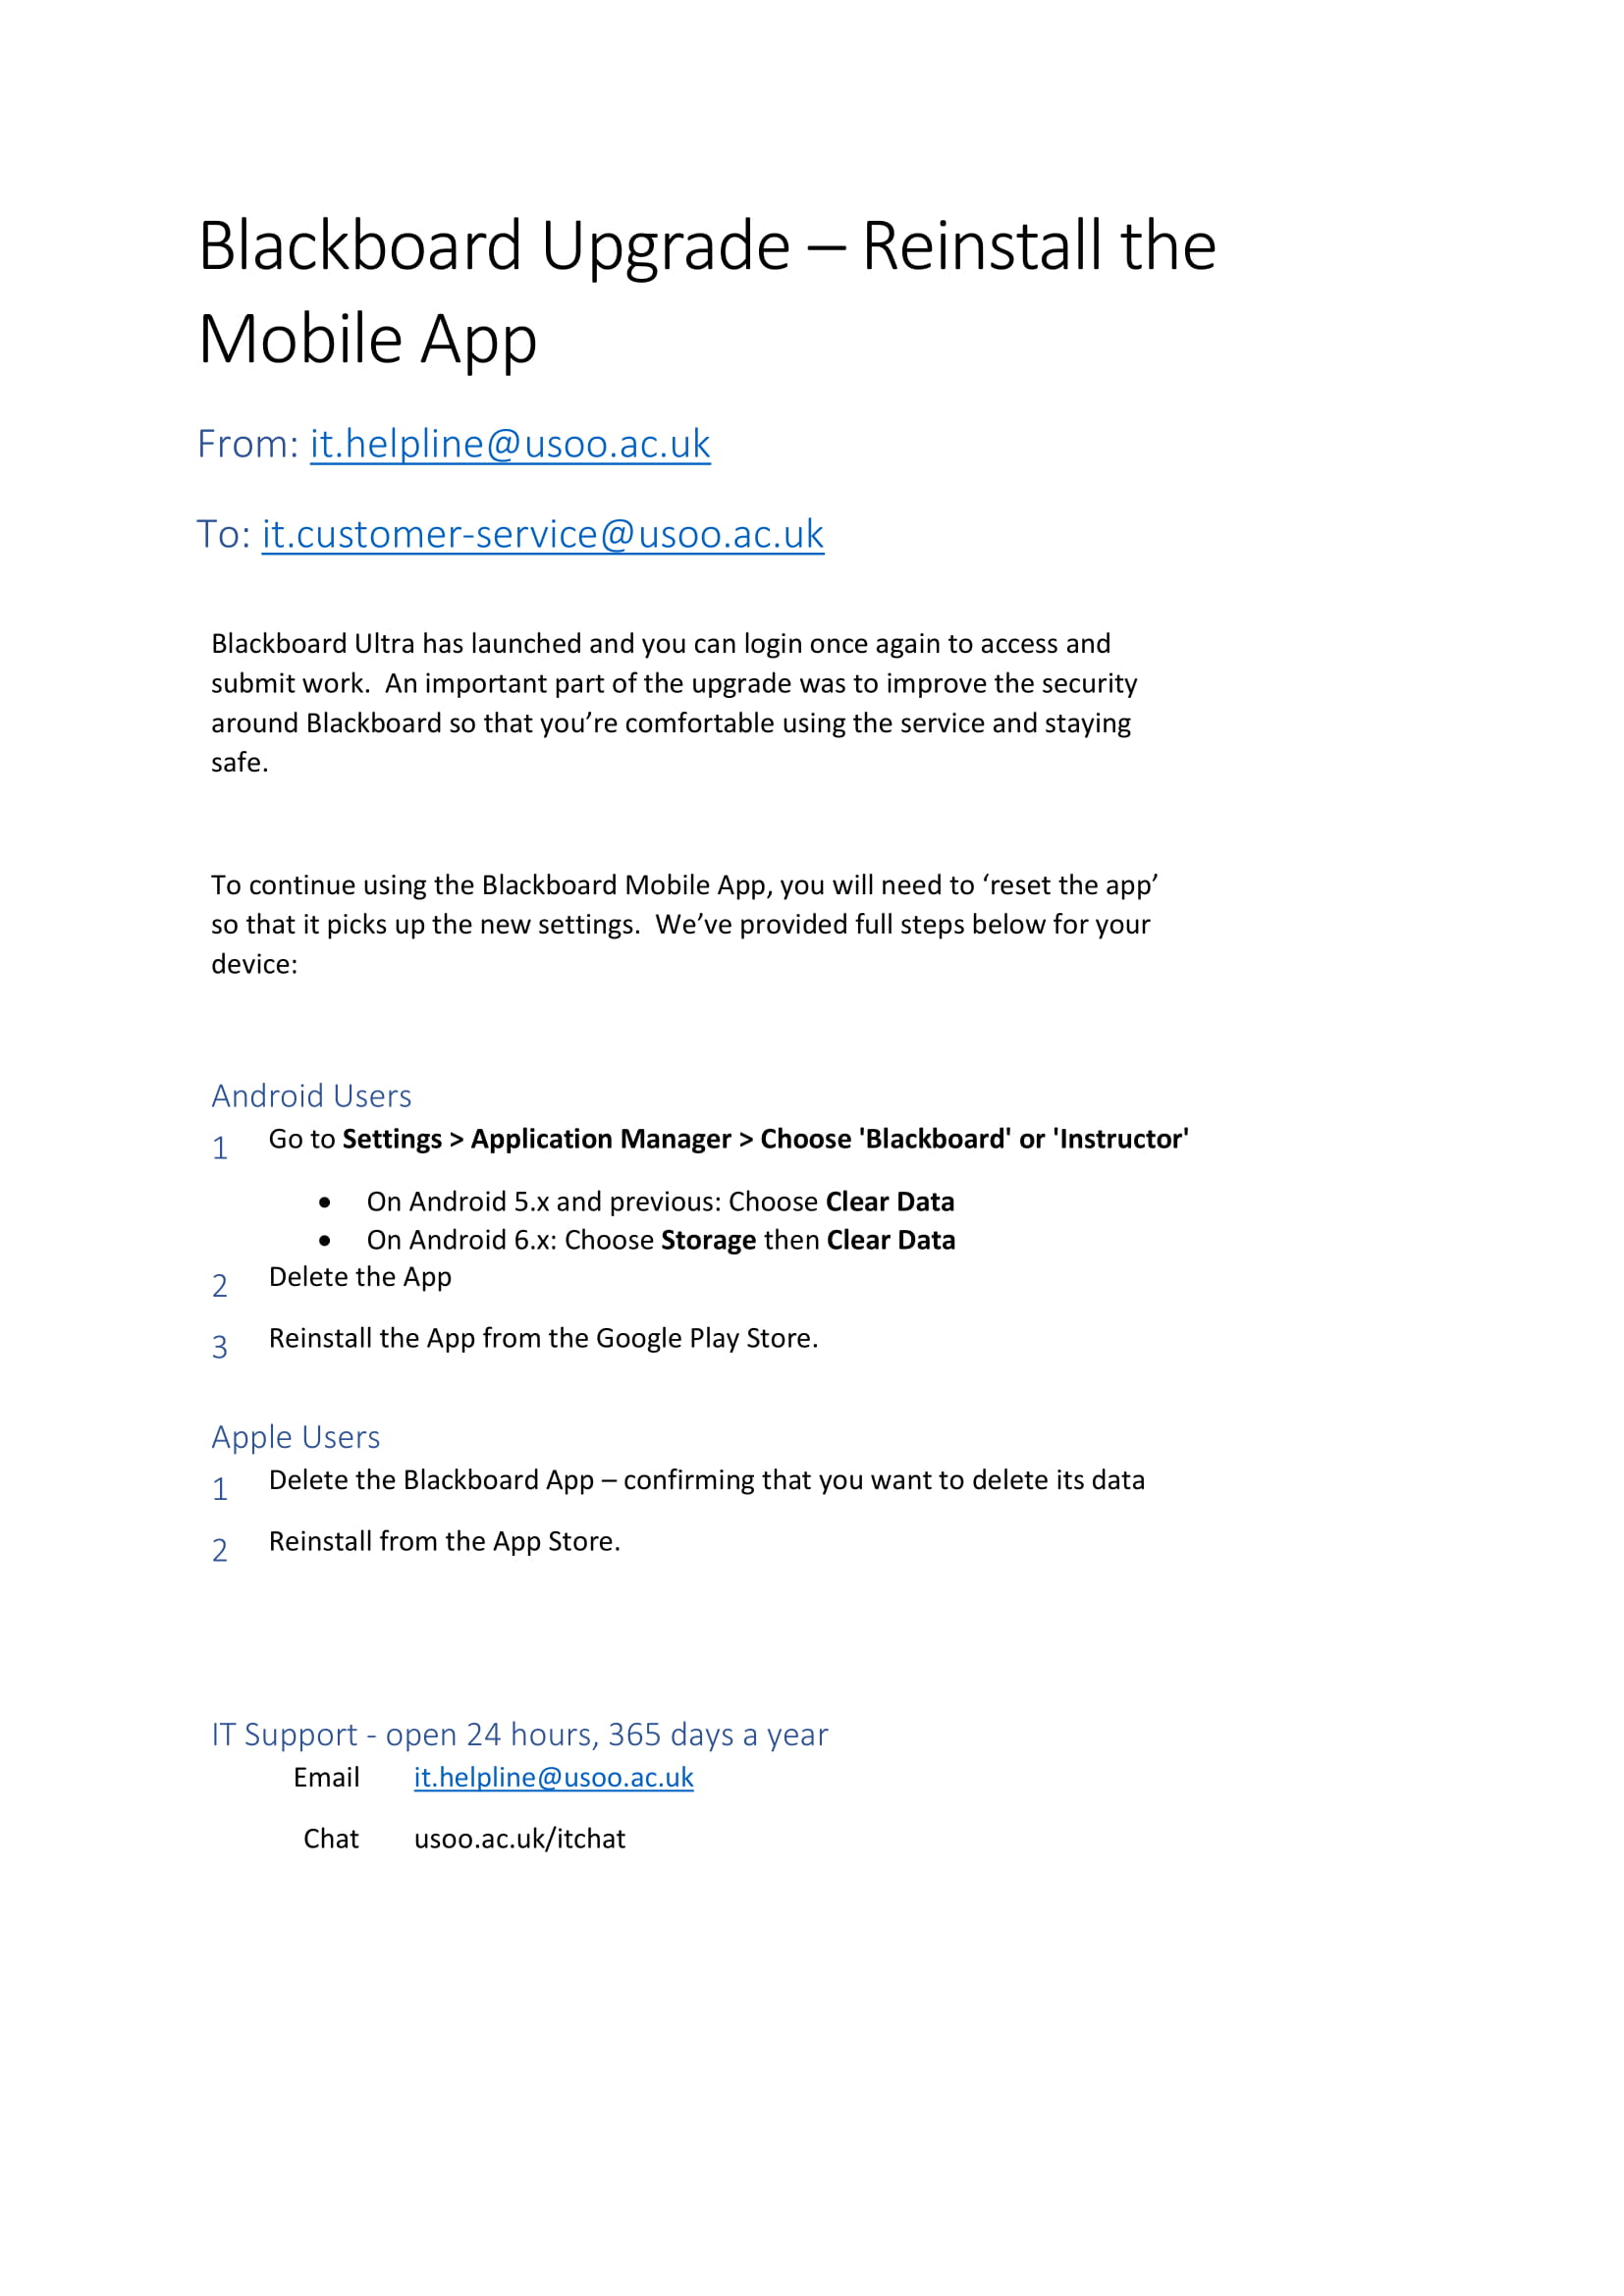 Blackboard Upgrade – Reinstall the
Mobile App
From: it.helpline@usoo.ac.uk
To: it.customer-service@usoo.ac.uk
Blackboard Ultra has launched and you can login once again to access and
submit work.  An important part of the upgrade was to improve the security
around Blackboard so that you’re comfortable using the service and staying
safe.
To continue using the Blackboard Mobile App, you will need to ‘reset the app’
so that it picks up the new settings.  We’ve provided full steps below for your
device:
Android Users
1 Go to Settings > Application Manager > Choose 'Blackboard' or 'Instructor'
• On Android 5.x and previous: Choose Clear Data
• On Android 6.x: Choose Storage then Clear Data
2 Delete the App
3 Reinstall the App from the Google Play Store.
Apple Users
1 Delete the Blackboard App – confirming that you want to delete its data
2 Reinstall from the App Store.
IT Support - open 24 hours, 365 days a year
Email it.helpline@usoo.ac.uk
Chat usoo.ac.uk/itchat